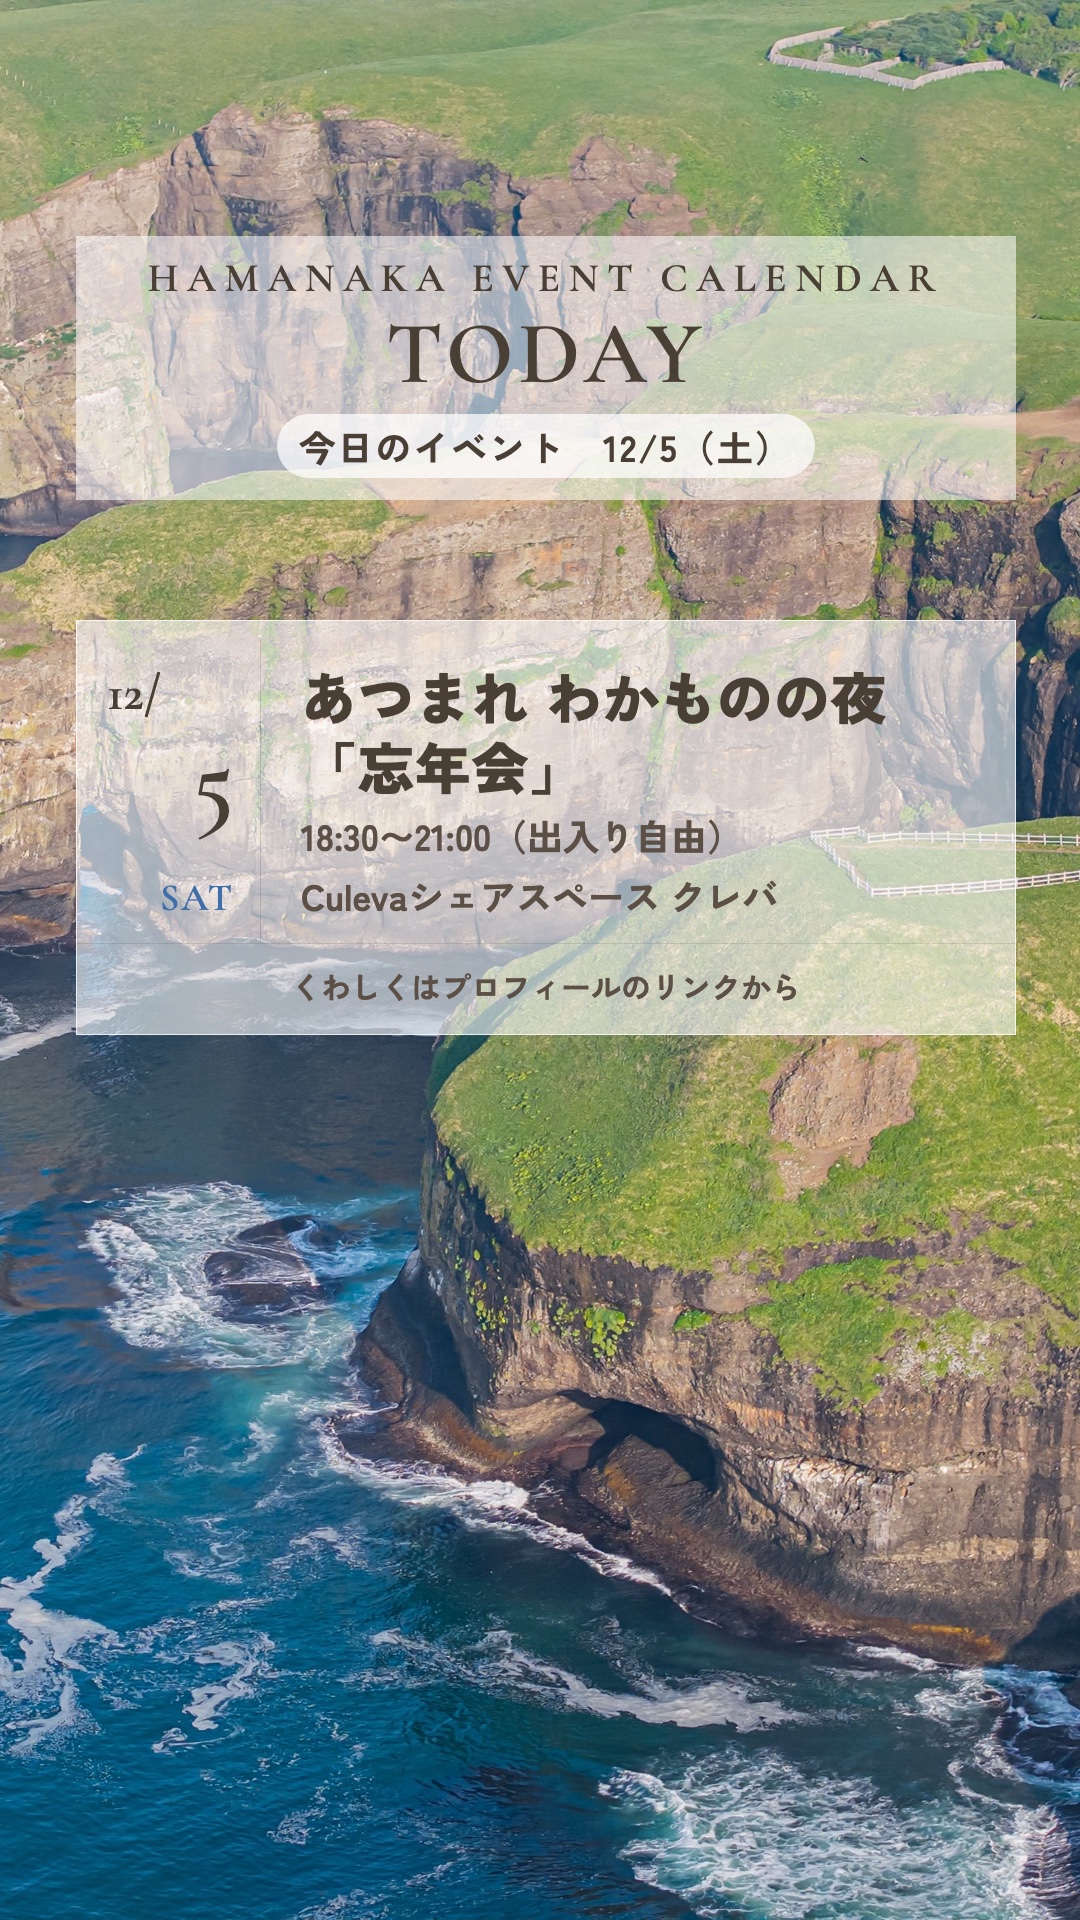 HAMANAKA EVENT CALENDAR
TODAY
今日のイベント　12/5（土）
12/
5
SAT
あつまれ わかものの夜
「忘年会」
18:30〜21:00（出入り自由）
Culevaシェアスペース クレバ
くわしくはプロフィールのリンクから